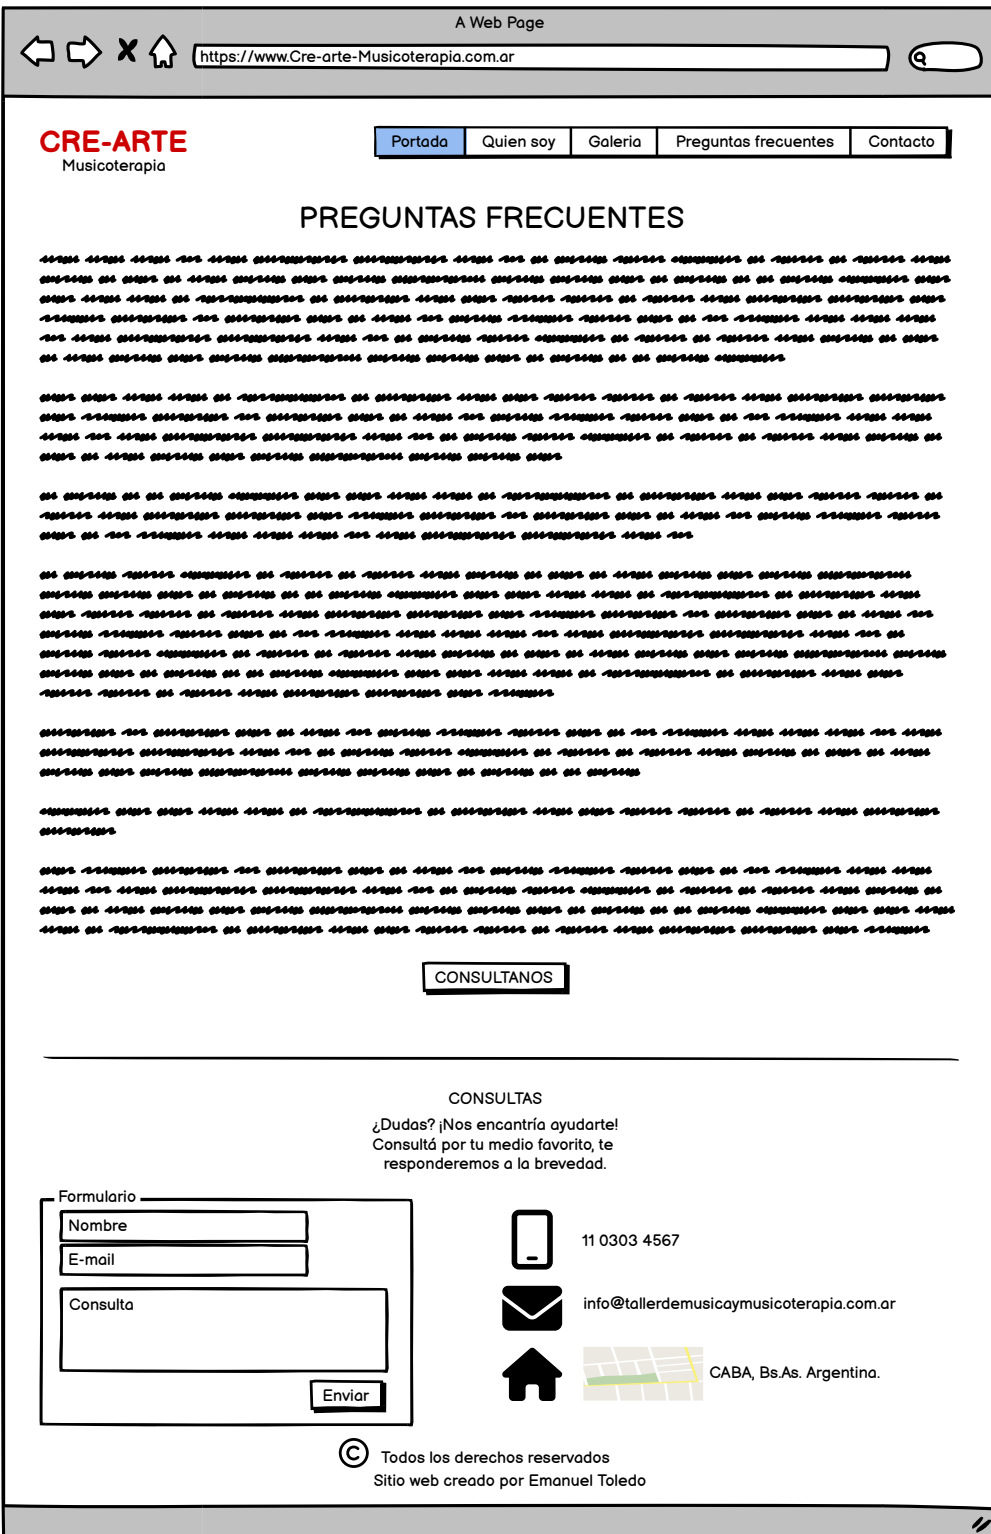 A Web Page
https://www.Cre-arte-Musicoterapia.com.ar
CRE-ARTE
Musicoterapia
Portada Quien soy Galeria Preguntas frecuentes Contacto
PREGUNTAS FRECUENTES
CONSULTANOS
CONSULTAS
¿Dudas? ¡Nos encantría ayudarte!
Consultá por tu medio favorito, te
responderemos a la brevedad.
Formulario
Nombre
E-mail
Consulta
Enviar
11 0303 4567
info@tallerdemusicaymusicoterapia.com.ar
CABA, Bs.As. Argentina.
© Todos los derechos reservados
Sitio web creado por Emanuel Toledo